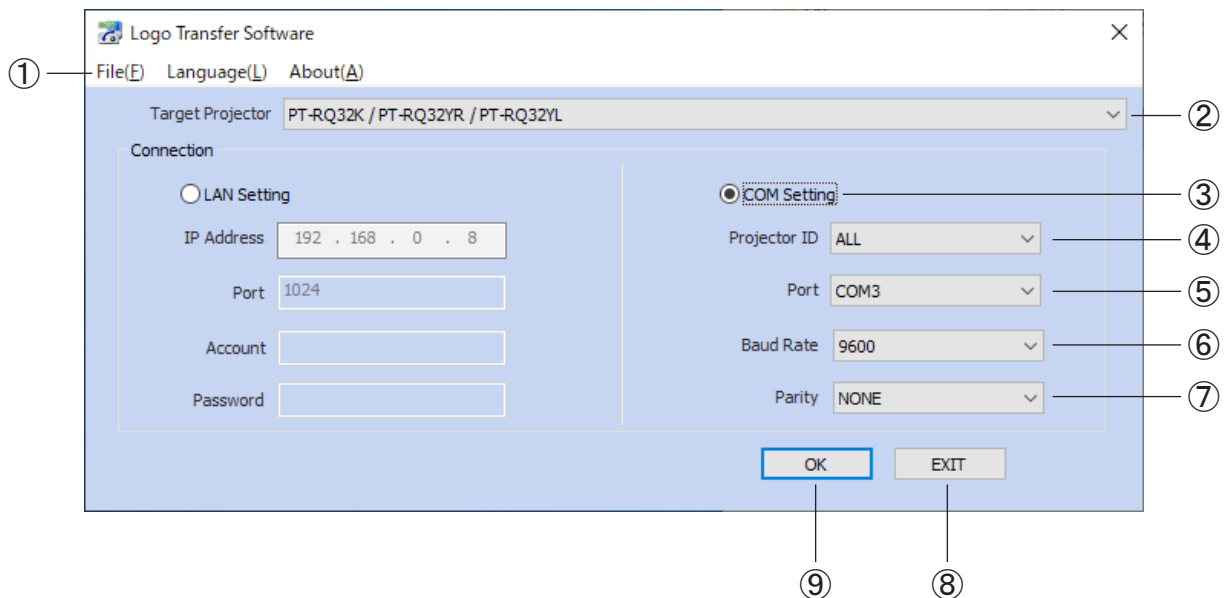 Logo Transfer Software
① File(F) Language(L) About(A)
Target Projector PT-RQ32K / PT-RQ32YR / PT-RQ32YL ②
Connection
LAN Setting
IP Address 192 . 168 . 0 . 8
Port 1024
Account
Password
COM Setting ③
Projector ID ALL ④
Port COM3 ⑤
Baud Rate 9600 ⑥
Parity NONE ⑦
OK EXIT
⑨ ⑧